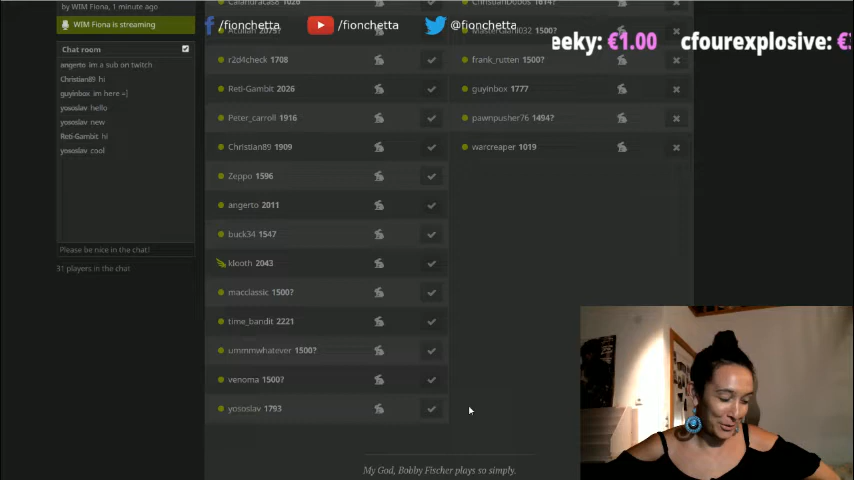 by WIM Fiona, 1 minute ago
WIM Fiona is streaming
Chat room
angerto im a sub on twitch
Christian89 hi
guyinbox im here =]
yososlav hello
yososlav new
Reti-Gambit hi
yososlav cool
Please be nice in the chat!
31 players in the chat
/fionchetta
/fionchetta
@fionchetta
eeky: €1.00 cfourexplosive: €
r2d4check 1708
Reti-Gambit 2026
Peter_carroll 1916
Christian89 1909
Zeppo 1596
angerto 2011
buck34 1547
klooth 2043
macclassic 1500?
time_bandit 2221
ummmwhatever 1500?
venoma 1500?
yososlav 1793
frank_rutten 1500?
guyinbox 1777
pawnpusher76 1494?
warcreaper 1019
My God, Bobby Fischer plays so simply.